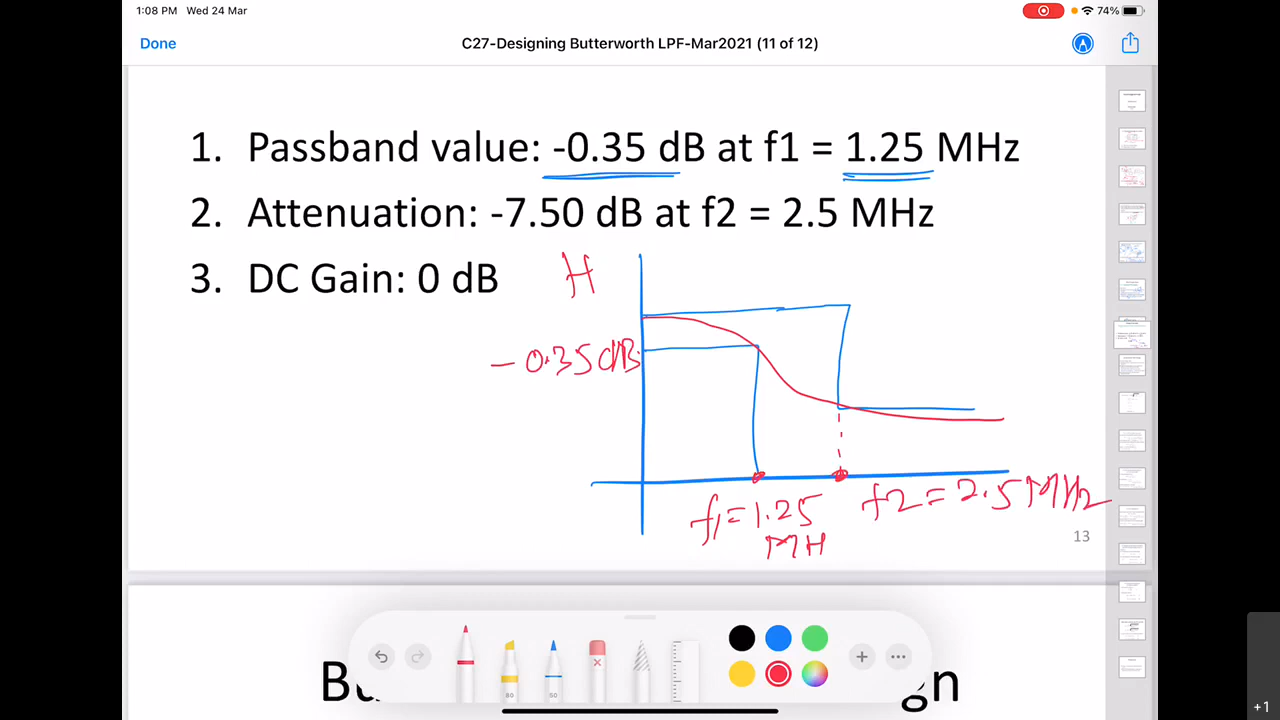 1:08 PM Wed 24 Mar
74%
Done
C27-Designing Butterworth LPF-Mar2021 (11 of 12)
1. Passband value: -0.35 dB at f1 = 1.25 MHz
2. Attenuation: -7.50 dB at f2 = 2.5 MHz
3. DC Gain: 0 dB
H
-0.35dB
f1=1.25
MH
f2=2.5MHz
13
80
50
gn
+1